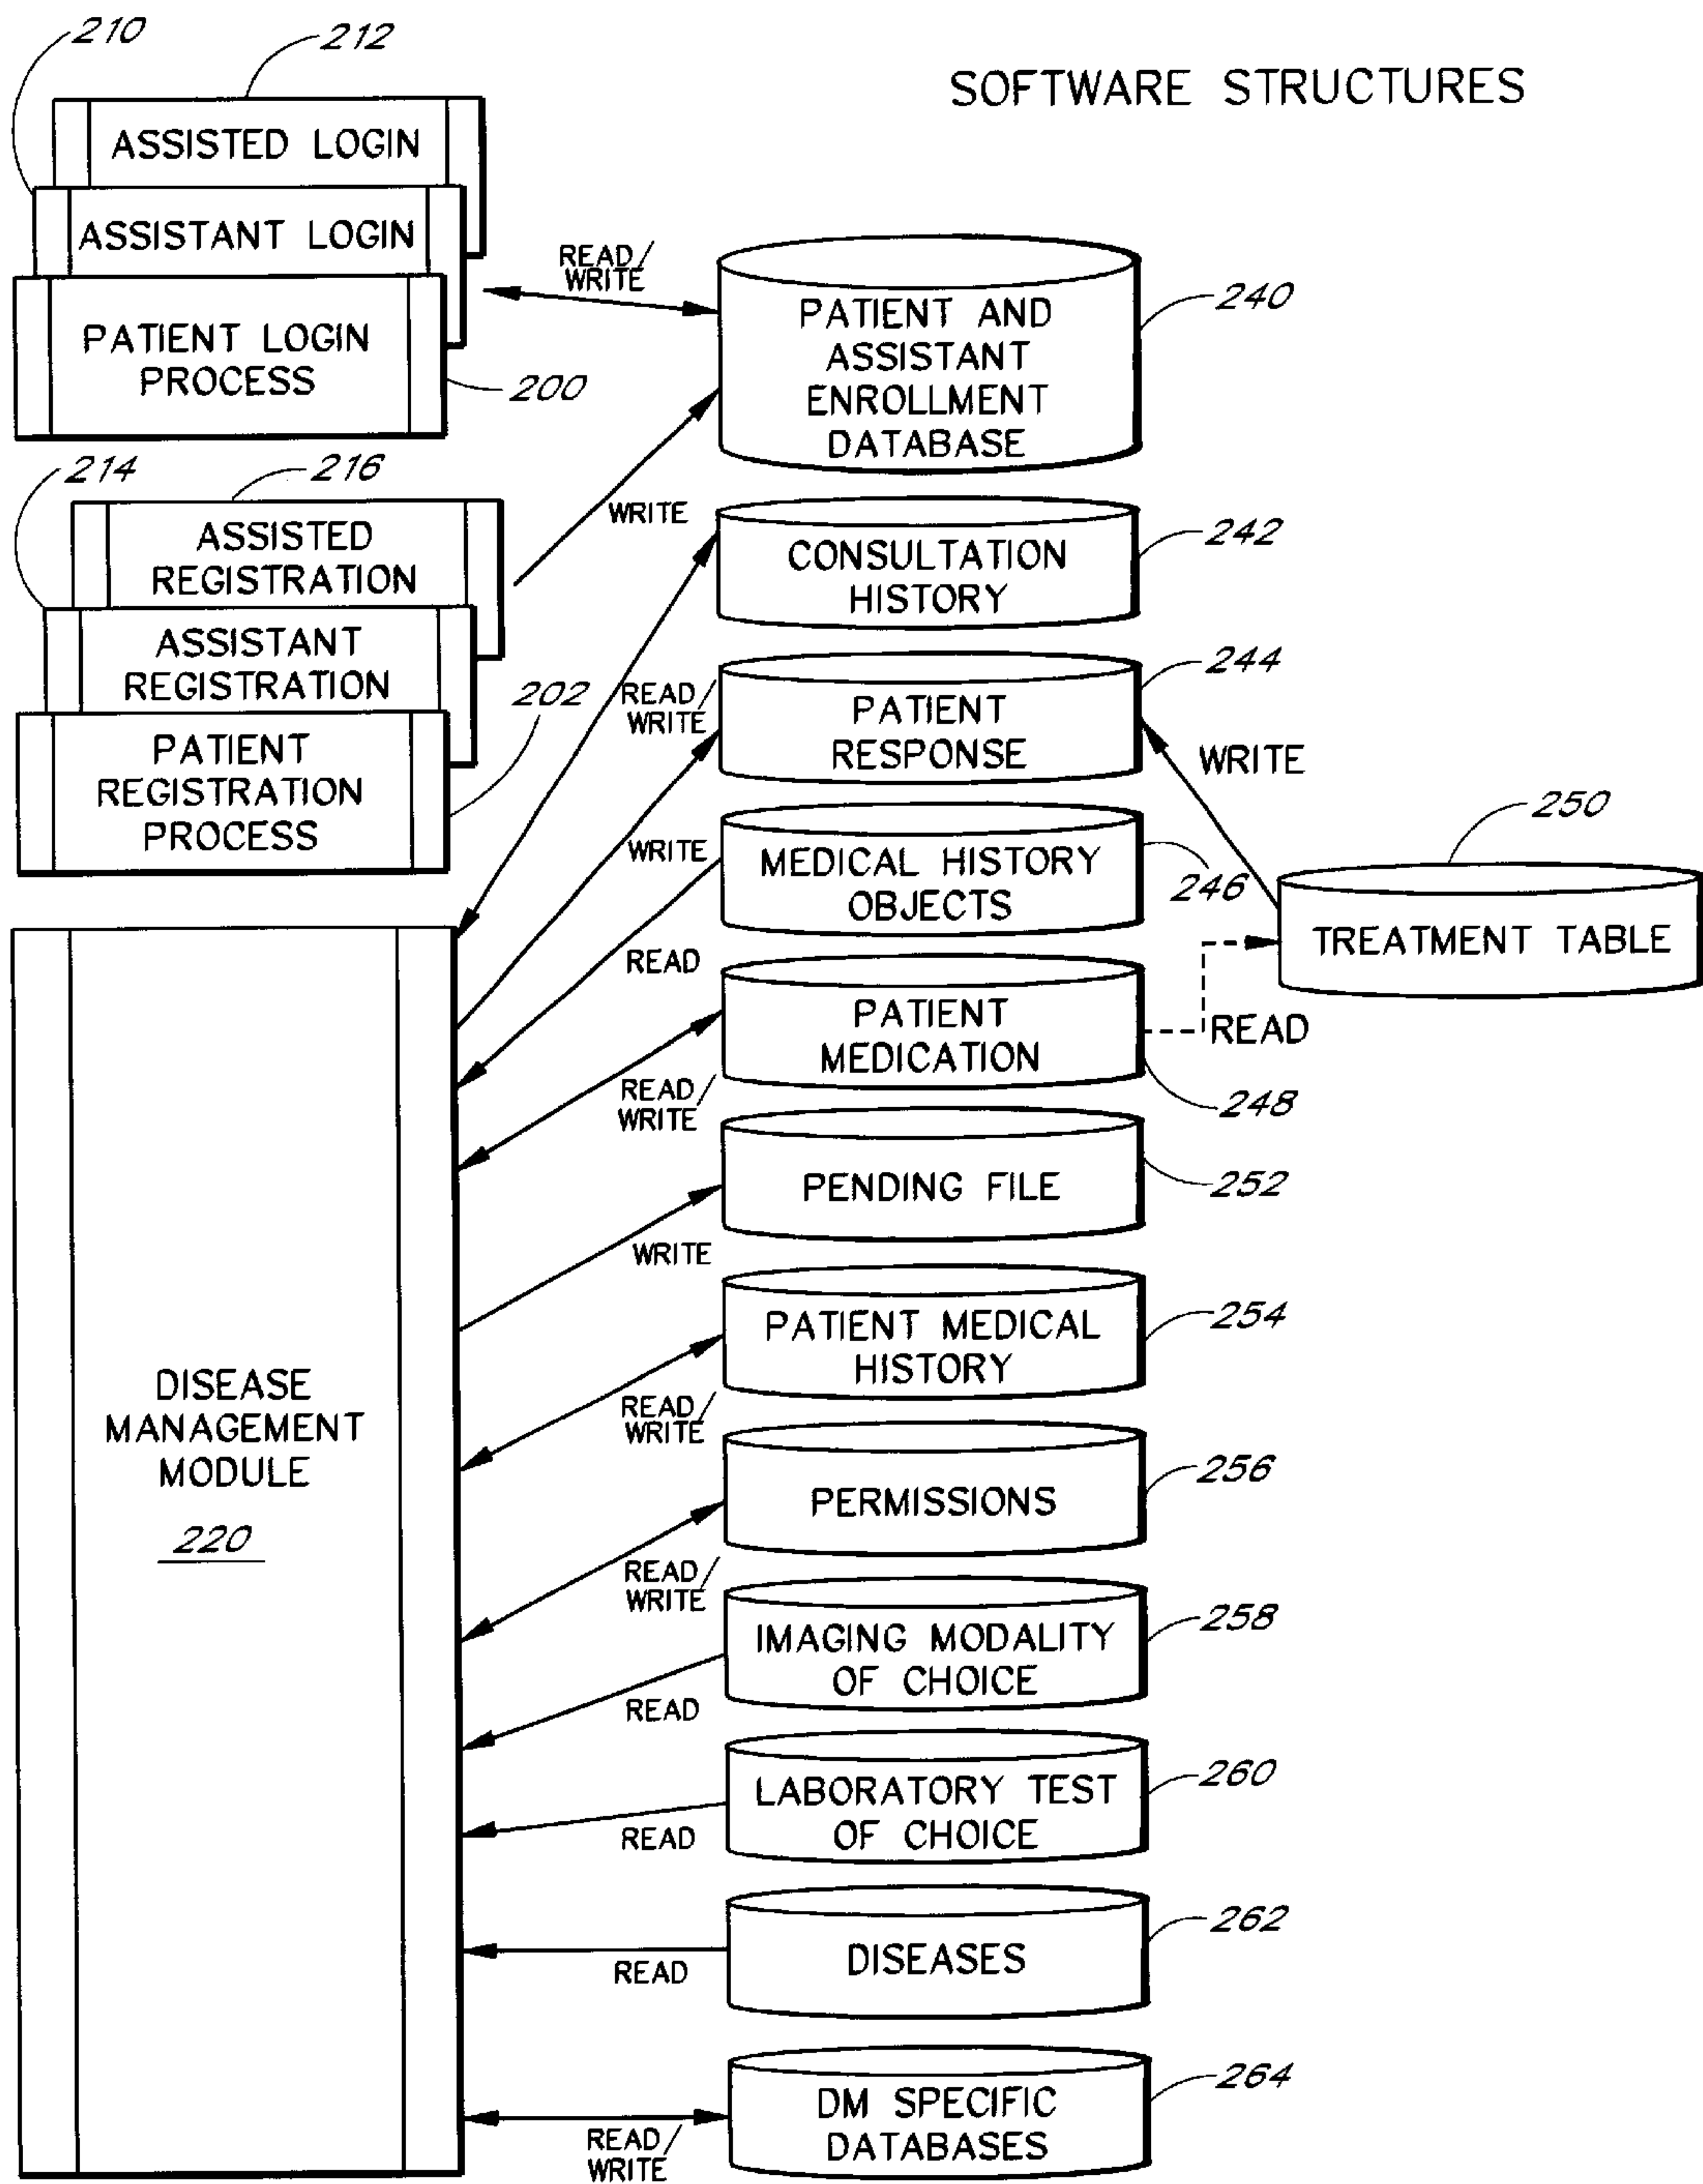 SOFTWARE STRUCTURES
210
212
ASSISTED LOGIN
ASSISTANT LOGIN
PATIENT LOGIN
PROCESS
200
READ/
WRITE
PATIENT AND
ASSISTANT
ENROLLMENT
DATABASE
240
214
216
ASSISTED
REGISTRATION
ASSISTANT
REGISTRATION
PATIENT
REGISTRATION
PROCESS
202
WRITE
CONSULTATION
HISTORY
242
READ/
WRITE
PATIENT
RESPONSE
244
WRITE
WRITE
MEDICAL HISTORY
OBJECTS
246
250
TREATMENT TABLE
READ
PATIENT
MEDICATION
248
READ
READ/
WRITE
PENDING FILE
252
WRITE
PATIENT MEDICAL
HISTORY
254
DISEASE
MANAGEMENT
MODULE
220
READ/
WRITE
PERMISSIONS
256
READ/
WRITE
IMAGING MODALITY
OF CHOICE
258
READ
LABORATORY TEST
OF CHOICE
260
READ
DISEASES
262
READ
DM SPECIFIC
DATABASES
264
READ/
WRITE